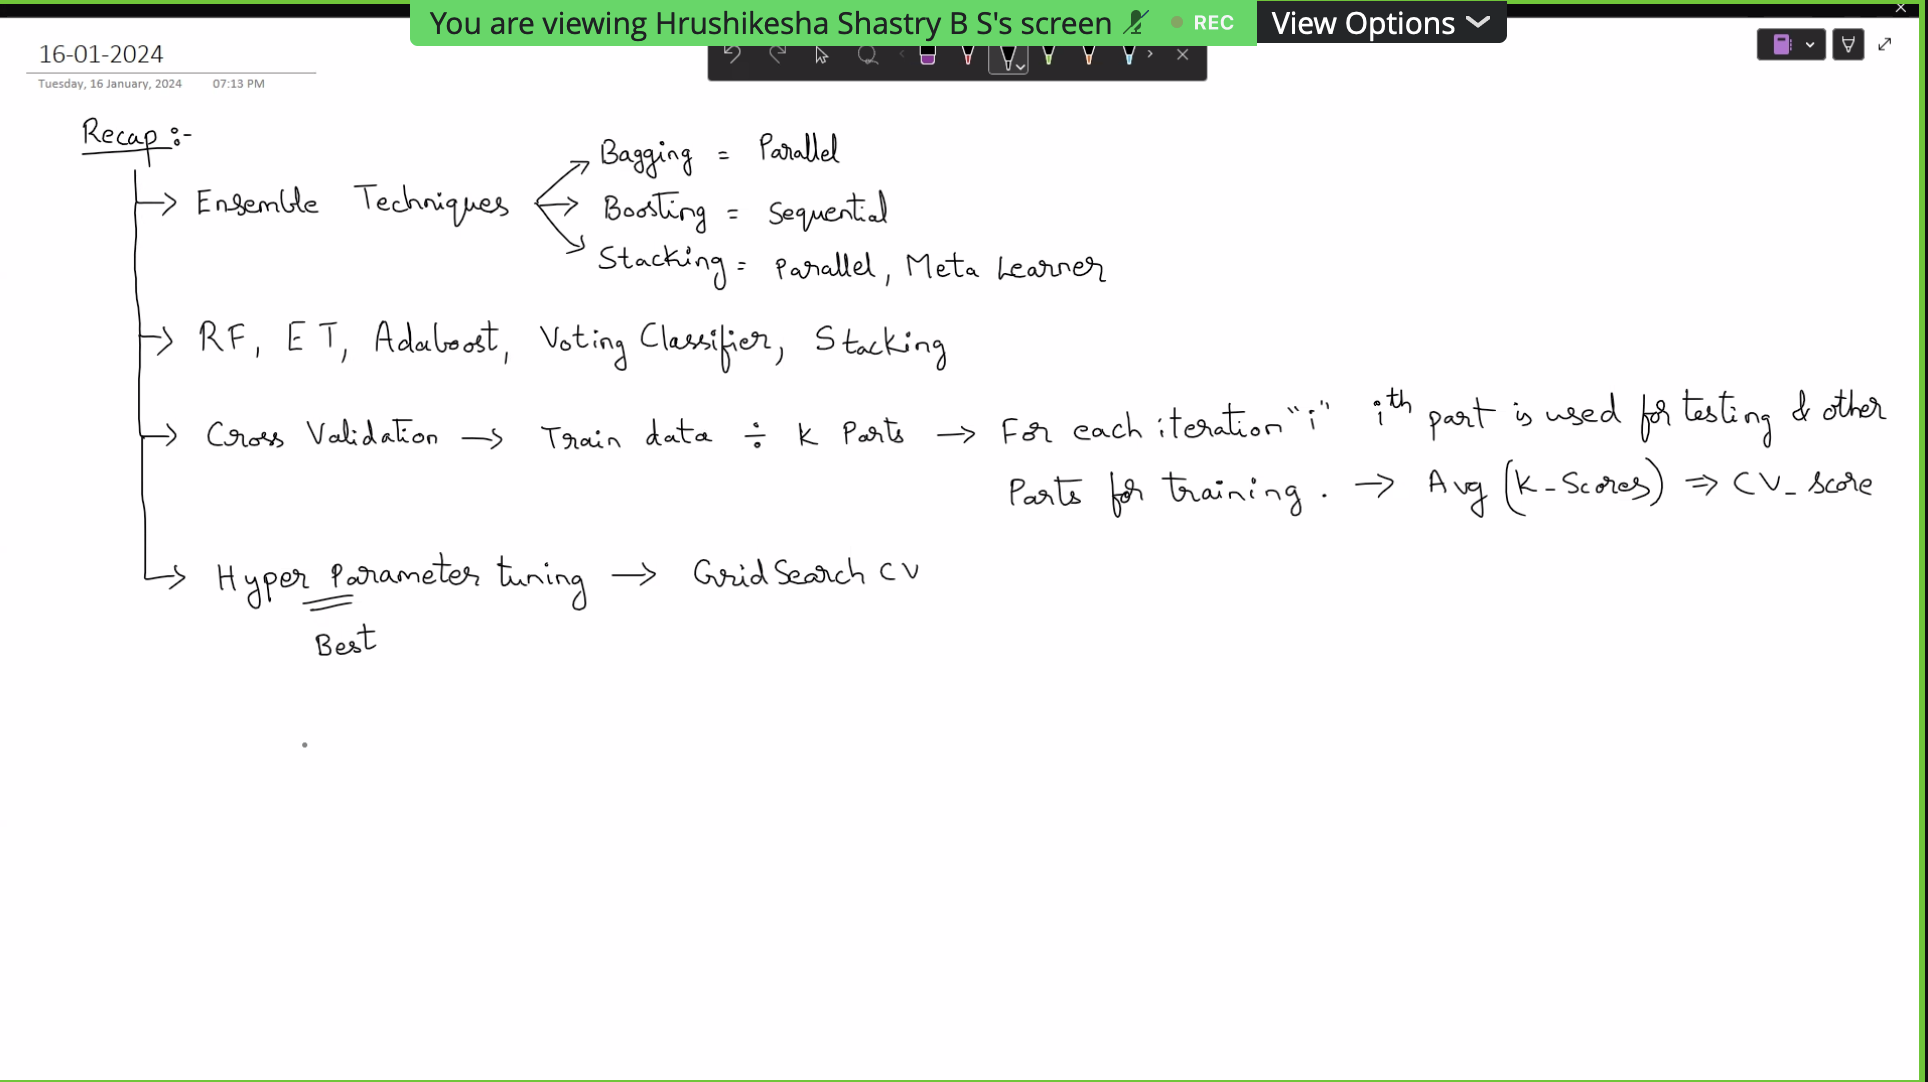 You are viewing Hrushikesha Shastry B S's screen REC View Options
16-01-2024
Tuesday, 16 January, 2024 07:13 PM
Recap :-
→ Ensemble Techniques
→ Bagging = Parallel
→ Boosting = Sequential
→ Stacking = Parallel, Meta Learner
→ RF, ET, Adaboost, Voting Classifier, Stacking
→ Cross Validation → Train data ÷ K Parts → For each iteration "i" ith part is used for testing & other
Parts for training. → Avg (K-Scores) ⇒ CV_score
→ Hyper Parameter tuning → GridSearch CV
Best